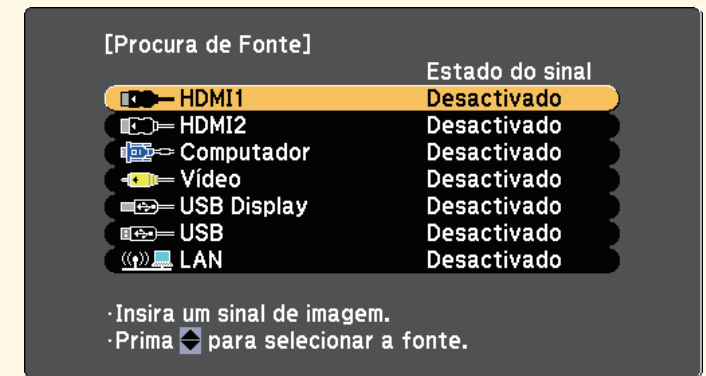 [Procura de Fonte]
Estado do sinal
HDMI1 Desactivado
HDMI2 Desactivado
Computador Desactivado
Vídeo Desactivado
USB Display Desactivado
USB Desactivado
LAN Desactivado
·Insira um sinal de imagem.
·Prima para selecionar a fonte.